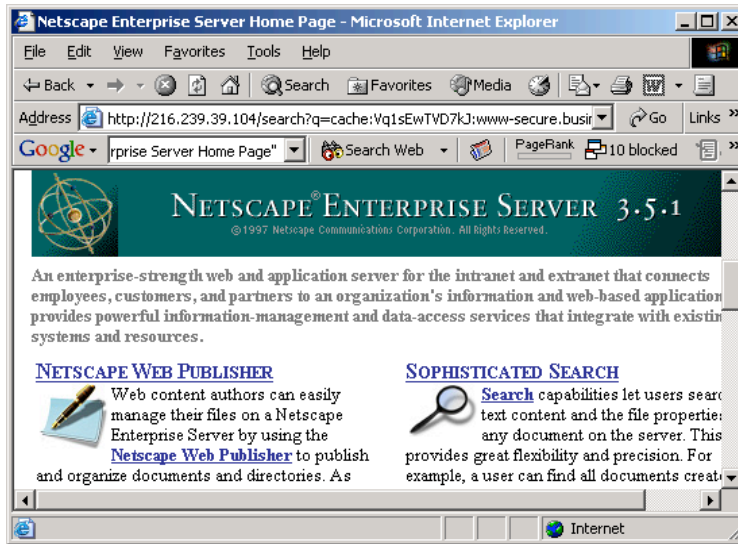 Netscape Enterprise Server Home Page - Microsoft Internet Explorer
File Edit View Favorites Tools Help
Back Search Favorites Media
Address http://216.239.39.104/search?q=cache:Vq1sEwTVD7kJ:www-secure.busir Go Links »
Google rprise Server Home Page" Search Web PageRank 10 blocked »
NETSCAPE® ENTERPRISE SERVER 3.5.1
©1997 Netscape Communications Corporation. All Rights Reserved.
An enterprise-strength web and application server for the intranet and extranet that connects
employees, customers, and partners to an organization's information and web-based application
provides powerful information-management and data-access services that integrate with existin
systems and resources.
NETSCAPE WEB PUBLISHER
Web content authors can easily
manage their files on a Netscape
Enterprise Server by using the
Netscape Web Publisher to publish
and organize documents and directories. As
SOPHISTICATED SEARCH
Search capabilities let users searc
text content and the file properties
any document on the server. This
provides great flexibility and precision. For
example, a user can find all documents create
Internet